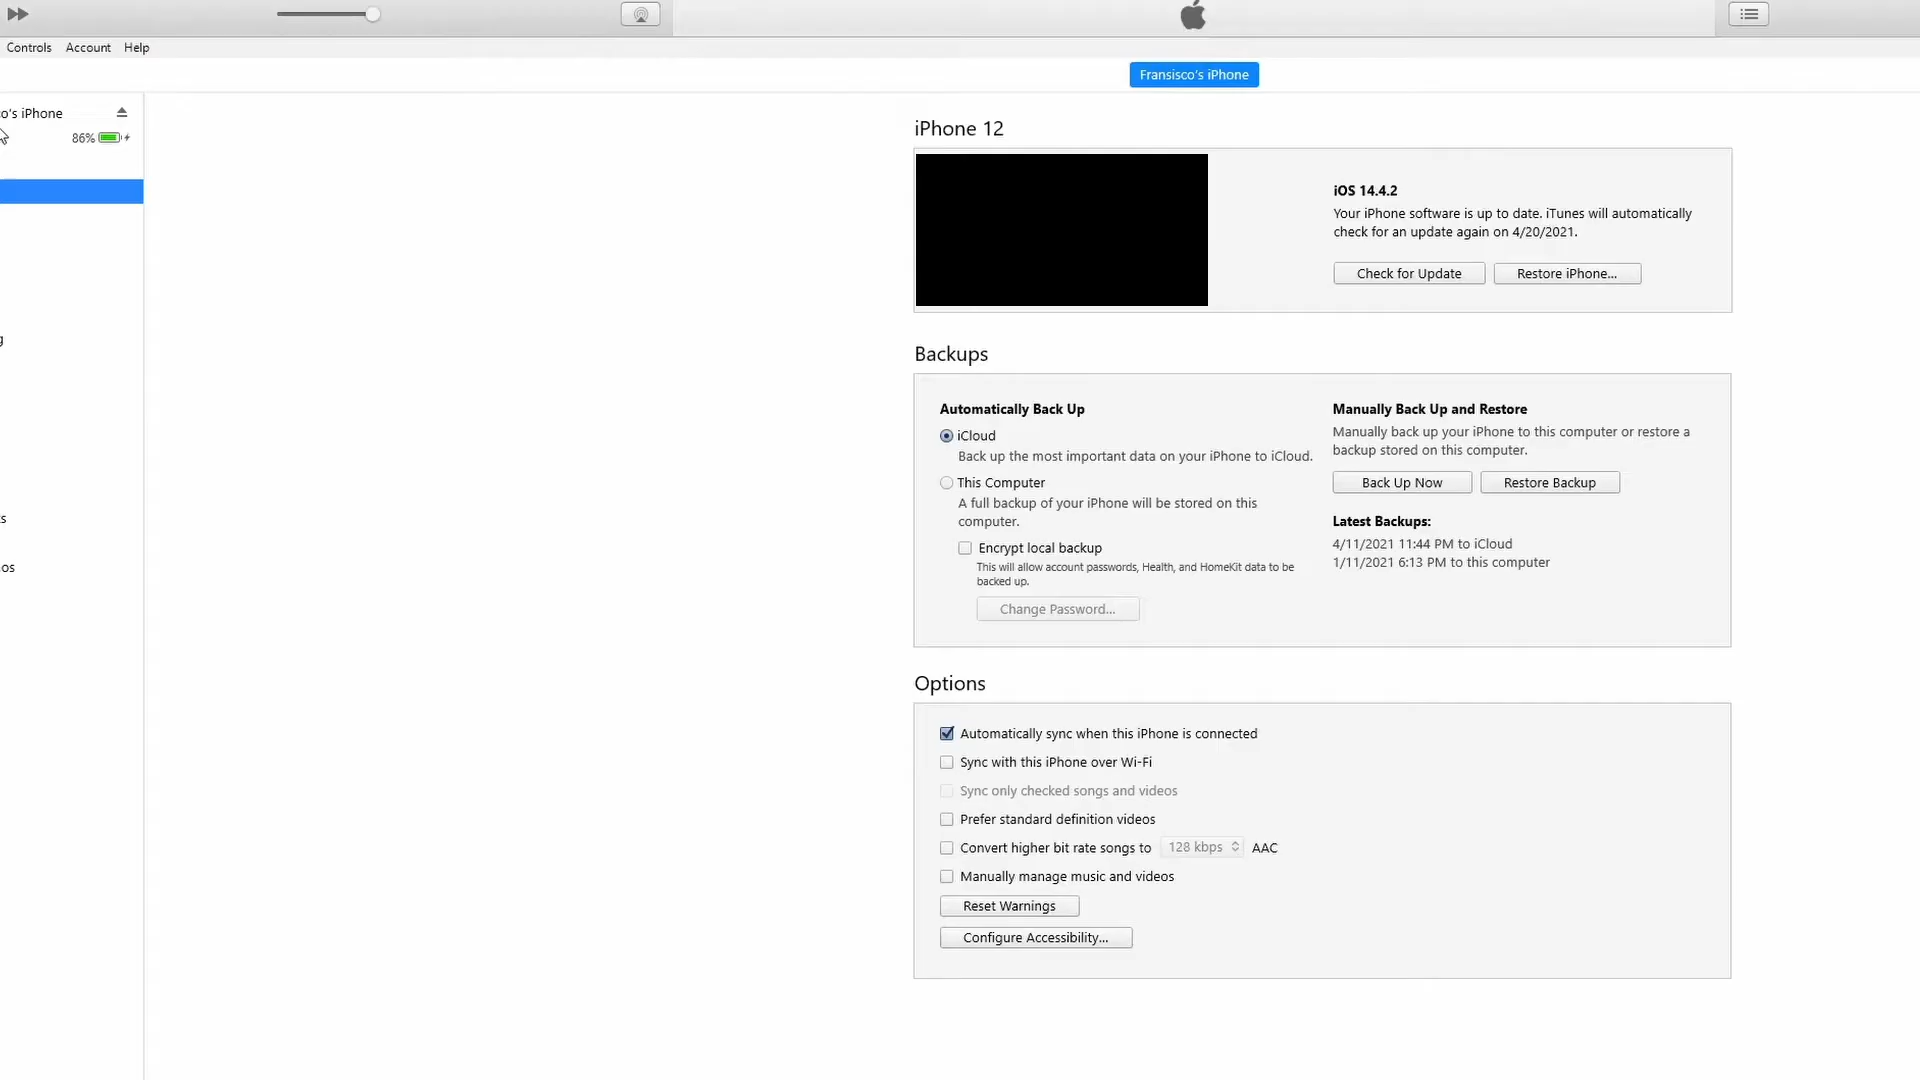 Controls Account Help
Fransisco's iPhone
o's iPhone
86%
iPhone 12
iOS 14.4.2
Your iPhone software is up to date. iTunes will automatically
check for an update again on 4/20/2021.
Check for Update Restore iPhone...
Backups
Automatically Back Up
iCloud
Back up the most important data on your iPhone to iCloud.
This Computer
A full backup of your iPhone will be stored on this
computer.
Encrypt local backup
This will allow account passwords, Health, and HomeKit data to be
backed up.
Change Password...
Manually Back Up and Restore
Manually back up your iPhone to this computer or restore a
backup stored on this computer.
Back Up Now Restore Backup
Latest Backups:
4/11/2021 11:44 PM to iCloud
1/11/2021 6:13 PM to this computer
Options
Automatically sync when this iPhone is connected
Sync with this iPhone over Wi-Fi
Sync only checked songs and videos
Prefer standard definition videos
Convert higher bit rate songs to 128 kbps AAC
Manually manage music and videos
Reset Warnings
Configure Accessibility...